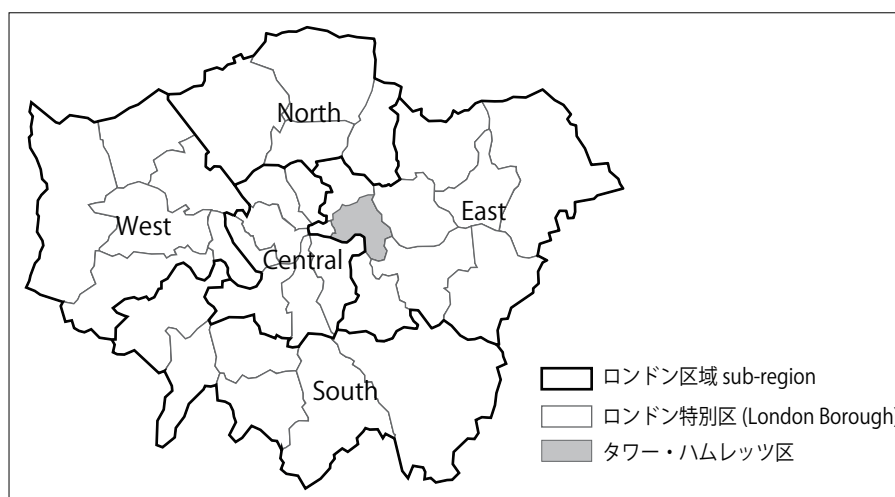 North
West
East
Central
South
ロンドン区域 sub-region
ロンドン特別区 (London Borough)
タワー・ハムレッツ区